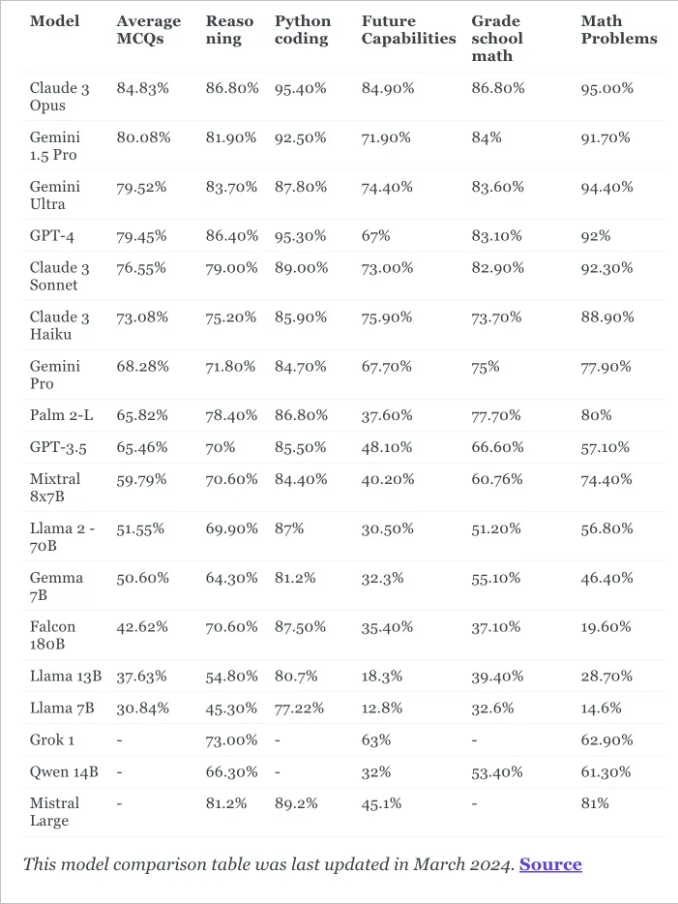 Model Average Reaso Python Future Grade Math
MCQs ning coding Capabilities school Problems
math
Claude 3 84.83% 86.80% 95.40% 84.90% 86.80% 95.00%
Opus
Gemini 80.08% 81.90% 92.50% 71.90% 84% 91.70%
1.5 Pro
Gemini 79.52% 83.70% 87.80% 74.40% 83.60% 94.40%
Ultra
GPT-4 79.45% 86.40% 95.30% 67% 83.10% 92%
Claude 3 76.55% 79.00% 89.00% 73.00% 82.90% 92.30%
Sonnet
Claude 3 73.08% 75.20% 85.90% 75.90% 73.70% 88.90%
Haiku
Gemini 68.28% 71.80% 84.70% 67.70% 75% 77.90%
Pro
Palm 2-L 65.82% 78.40% 86.80% 37.60% 77.70% 80%
GPT-3.5 65.46% 70% 85.50% 48.10% 66.60% 57.10%
Mixtral 59.79% 70.60% 84.40% 40.20% 60.76% 74.40%
8x7B
Llama 2 - 51.55% 69.90% 87% 30.50% 51.20% 56.80%
70B
Gemma 50.60% 64.30% 81.2% 32.3% 55.10% 46.40%
7B
Falcon 42.62% 70.60% 87.50% 35.40% 37.10% 19.60%
180B
Llama 13B 37.63% 54.80% 80.7% 18.3% 39.40% 28.70%
Llama 7B 30.84% 45.30% 77.22% 12.8% 32.6% 14.6%
Grok 1 - 73.00% - 63% - 62.90%
Qwen 14B - 66.30% - 32% 53.40% 61.30%
Mistral - 81.2% 89.2% 45.1% - 81%
Large
This model comparison table was last updated in March 2024. Source